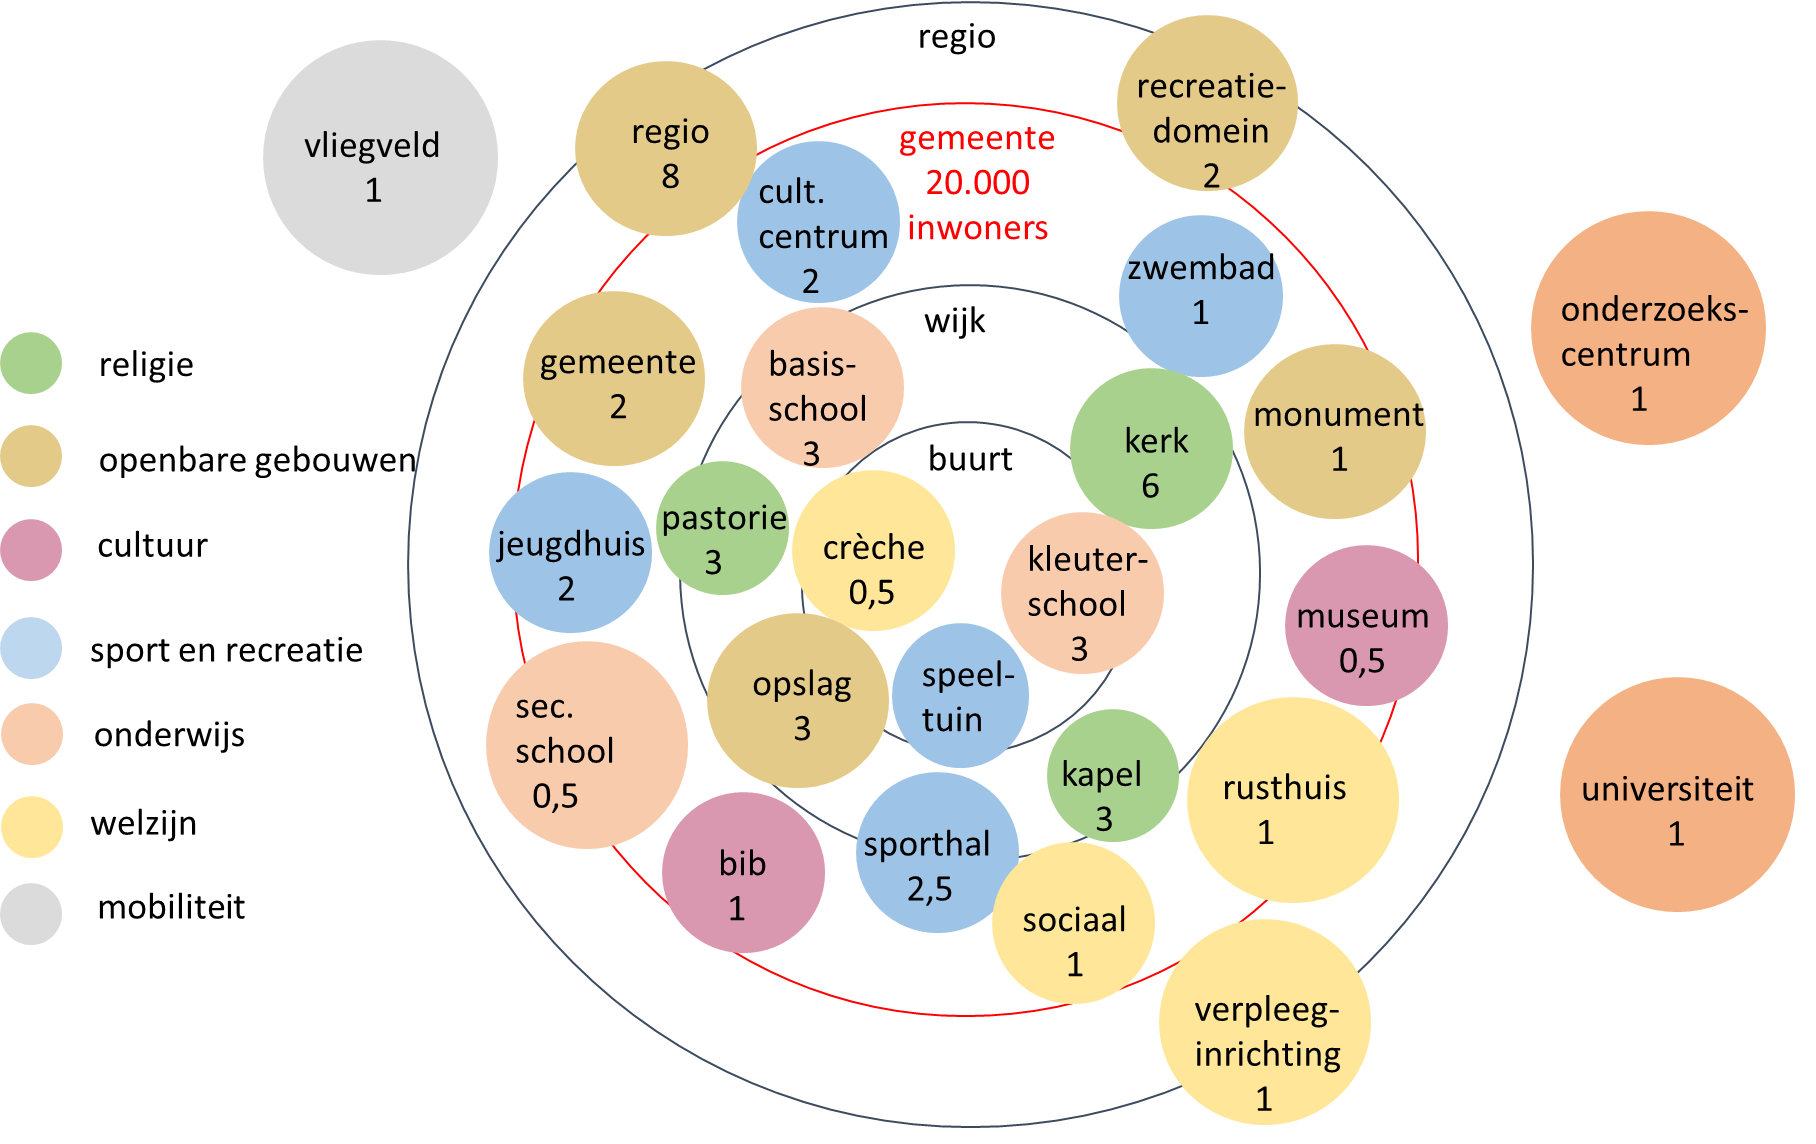 regio
recreatie-
domein
2
regio
8
vliegveld
1
gemeente
20.000
inwoners
cult.
centrum
2
zwembad
1
onderzoeks-
centrum
1
wijk
gemeente
2
basis-
school
3
monument
1
kerk
6
buurt
pastorie
3
jeugdhuis
2
crèche
0,5
kleuter-
school
3
museum
0,5
opslag
3
speel-
tuin
sec.
school
0,5
kapel
3
rusthuis
1
universiteit
1
sporthal
2,5
bib
1
sociaal
1
verpleeg-
inrichting
1
religie
openbare gebouwen
cultuur
sport en recreatie
onderwijs
welzijn
mobiliteit